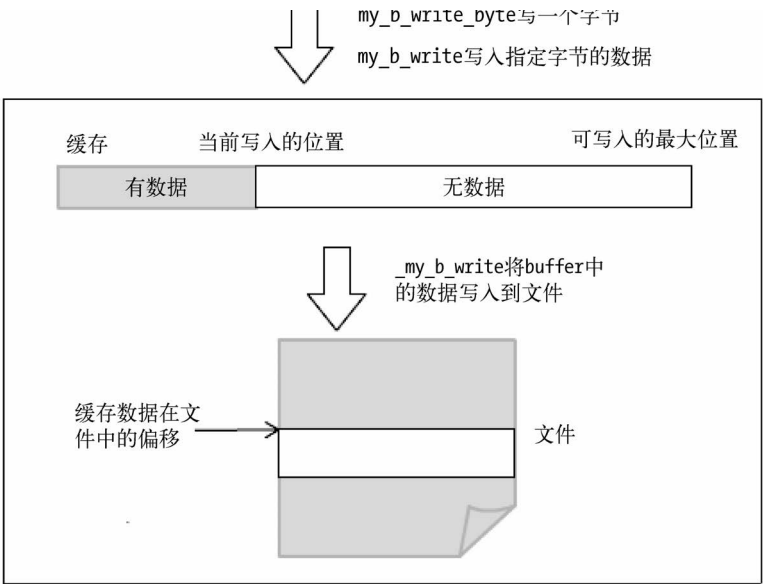 my_b_write_byte写一个字节
my_b_write写入指定字节的数据
缓存 当前写入的位置 可写入的最大位置
有数据 无数据
_my_b_write将buffer中
的数据写入到文件
缓存数据在文
件中的偏移
文件